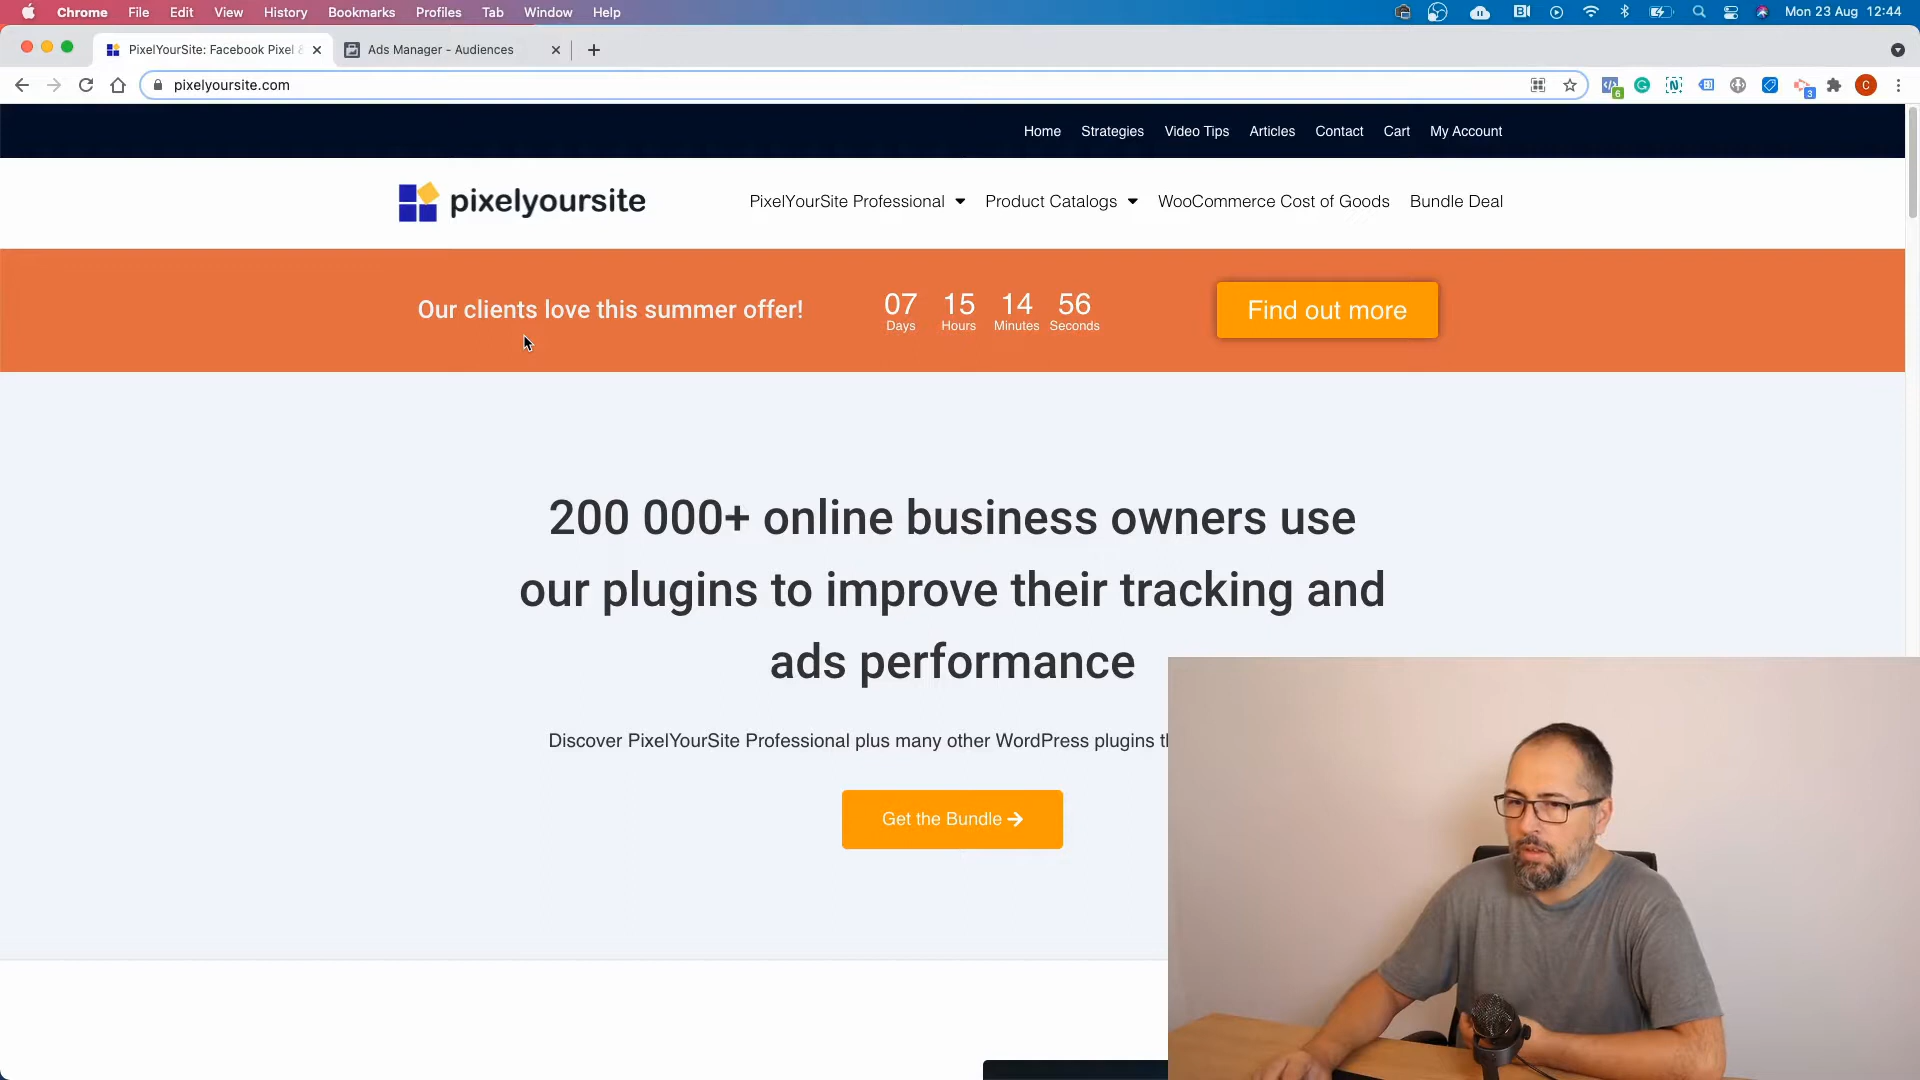 Chrome File Edit View History Bookmarks Profiles Tab Window Help Mon 23 Aug 12:44
PixelYourSite: Facebook Pixel & Ads Manager - Audiences
pixelyoursite.com
6 3 C
Home Strategies Video Tips Articles Contact Cart My Account
pixelyoursite PixelYourSite Professional Product Catalogs WooCommerce Cost of Goods Bundle Deal
Our clients love this summer offer! 07 15 14 56 Find out more
Days Hours Minutes Seconds
200 000+ online business owners use
our plugins to improve their tracking and
ads performance
Discover PixelYourSite Professional plus many other WordPress plugins
Get the Bundle →